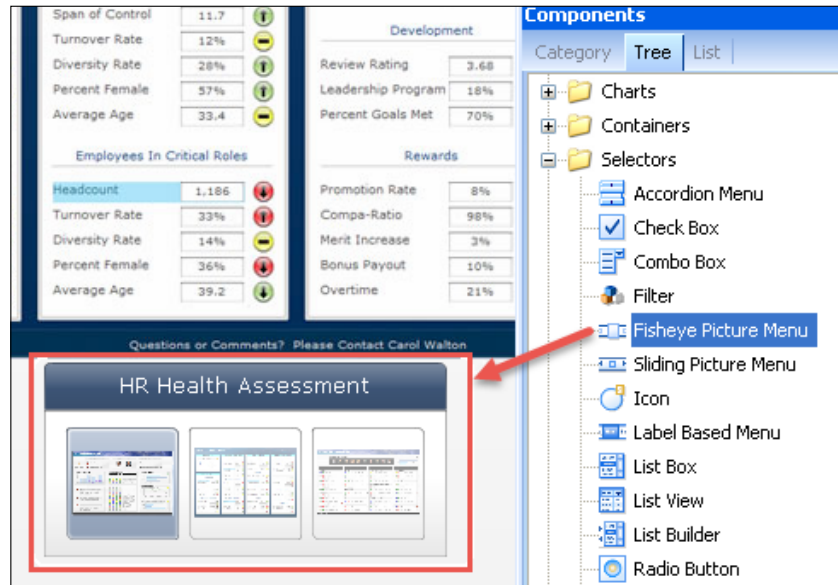 Span of Control 11.7
Turnover Rate 12%
Diversity Rate 28%
Percent Female 57%
Average Age 33.4
Employees In Critical Roles
Headcount 1,186
Turnover Rate 33%
Diversity Rate 14%
Percent Female 36%
Average Age 39.2
Development
Review Rating 3.68
Leadership Program 18%
Percent Goals Met 70%
Rewards
Promotion Rate 8%
Compa-Ratio 98%
Merit Increase 3%
Bonus Payout 10%
Overtime 21%
Questions or Comments? Please Contact Carol Walton
HR Health Assessment
Components
Category Tree List
Charts
Containers
Selectors
Accordion Menu
Check Box
Combo Box
Filter
Fisheye Picture Menu
Sliding Picture Menu
Icon
Label Based Menu
List Box
List View
List Builder
Radio Button